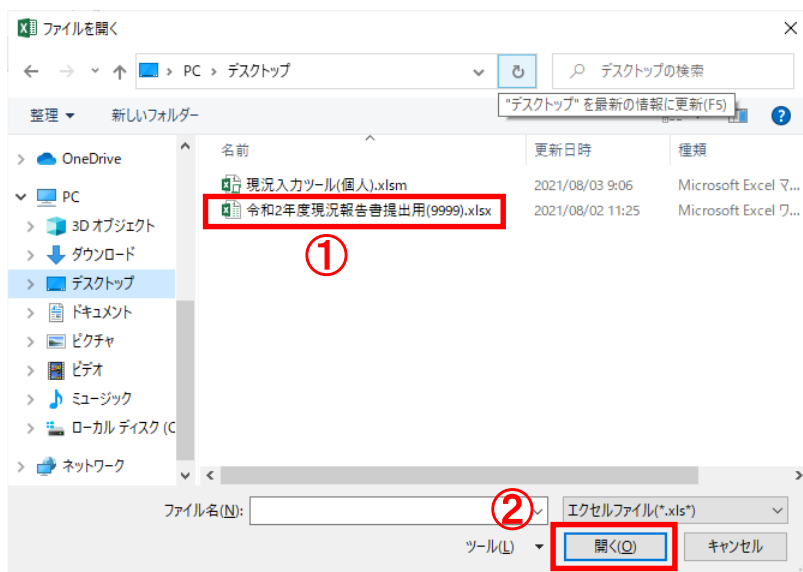 ファイルを開く
PC › デスクトップ
デスクトップの検索
整理
新しいフォルダー
"デスクトップ" を最新の情報に更新(F5)
名前
更新日時
種類
OneDrive
PC
3D オブジェクト
ダウンロード
デスクトップ
ドキュメント
ピクチャ
ビデオ
ミュージック
ローカル ディスク (C
ネットワーク
現況入力ツール(個人).xlsm
2021/08/03 9:06
Microsoft Excel マ...
令和2年度現況報告書提出用(9999).xlsx
2021/08/02 11:25
Microsoft Excel ワ...
①
ファイル名(N):
②
エクセルファイル(*.xls*)
ツール(L)
開く(O)
キャンセル